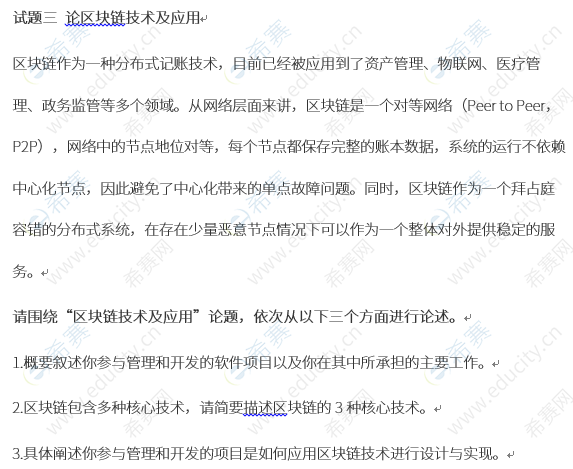 试题三 论区块链技术及应用
区块链作为一种分布式记账技术，目前已经被应用到了资产管理、物联网、医疗管
理、政务监管等多个领域。从网络层面来讲，区块链是一个对等网络（Peer to Peer，
P2P），网络中的节点地位对等，每个节点都保存完整的账本数据，系统的运行不依赖
中心化节点，因此避免了中心化带来的单点故障问题。同时，区块链作为一个拜占庭
容错的分布式系统，在存在少量恶意节点情况下可以作为一个整体对外提供稳定的服
务。
请围绕“区块链技术及应用”论题，依次从以下三个方面进行论述。
1.概要叙述你参与管理和开发的软件项目以及你在其中所承担的主要工作。
2.区块链包含多种核心技术，请简要描述区块链的 3 种核心技术。
3.具体阐述你参与管理和开发的项目是如何应用区块链技术进行设计与实现。
希赛
www.educity.cn
希赛网